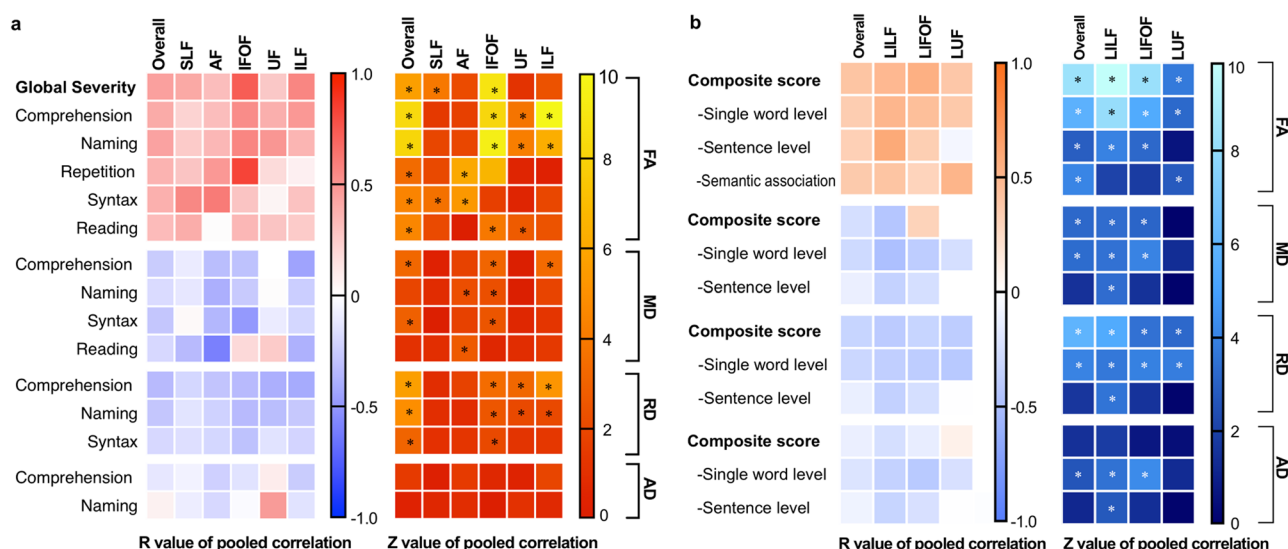 a
Overall
SLF
AF
IFOF
UF
ILF
Overall
SLF
AF
IFOF
UF
ILF
Global Severity
Comprehension
Naming
Repetition
Syntax
Reading
Comprehension
Naming
Syntax
Reading
Comprehension
Naming
Syntax
Comprehension
Naming
1.0
0.5
0
-0.5
-1.0
10
8
6
4
2
0
FA
MD
RD
AD
R value of pooled correlation
Z value of pooled correlation
b
Overall
LILF
LIFOF
LUF
Overall
LILF
LIFOF
LUF
Composite score
-Single word level
-Sentence level
-Semantic association
Composite score
-Single word level
-Sentence level
Composite score
-Single word level
-Sentence level
Composite score
-Single word level
-Sentence level
1.0
0.5
0
-0.5
-1.0
10
8
6
4
2
0
FA
MD
RD
AD
R value of pooled correlation
Z value of pooled correlation